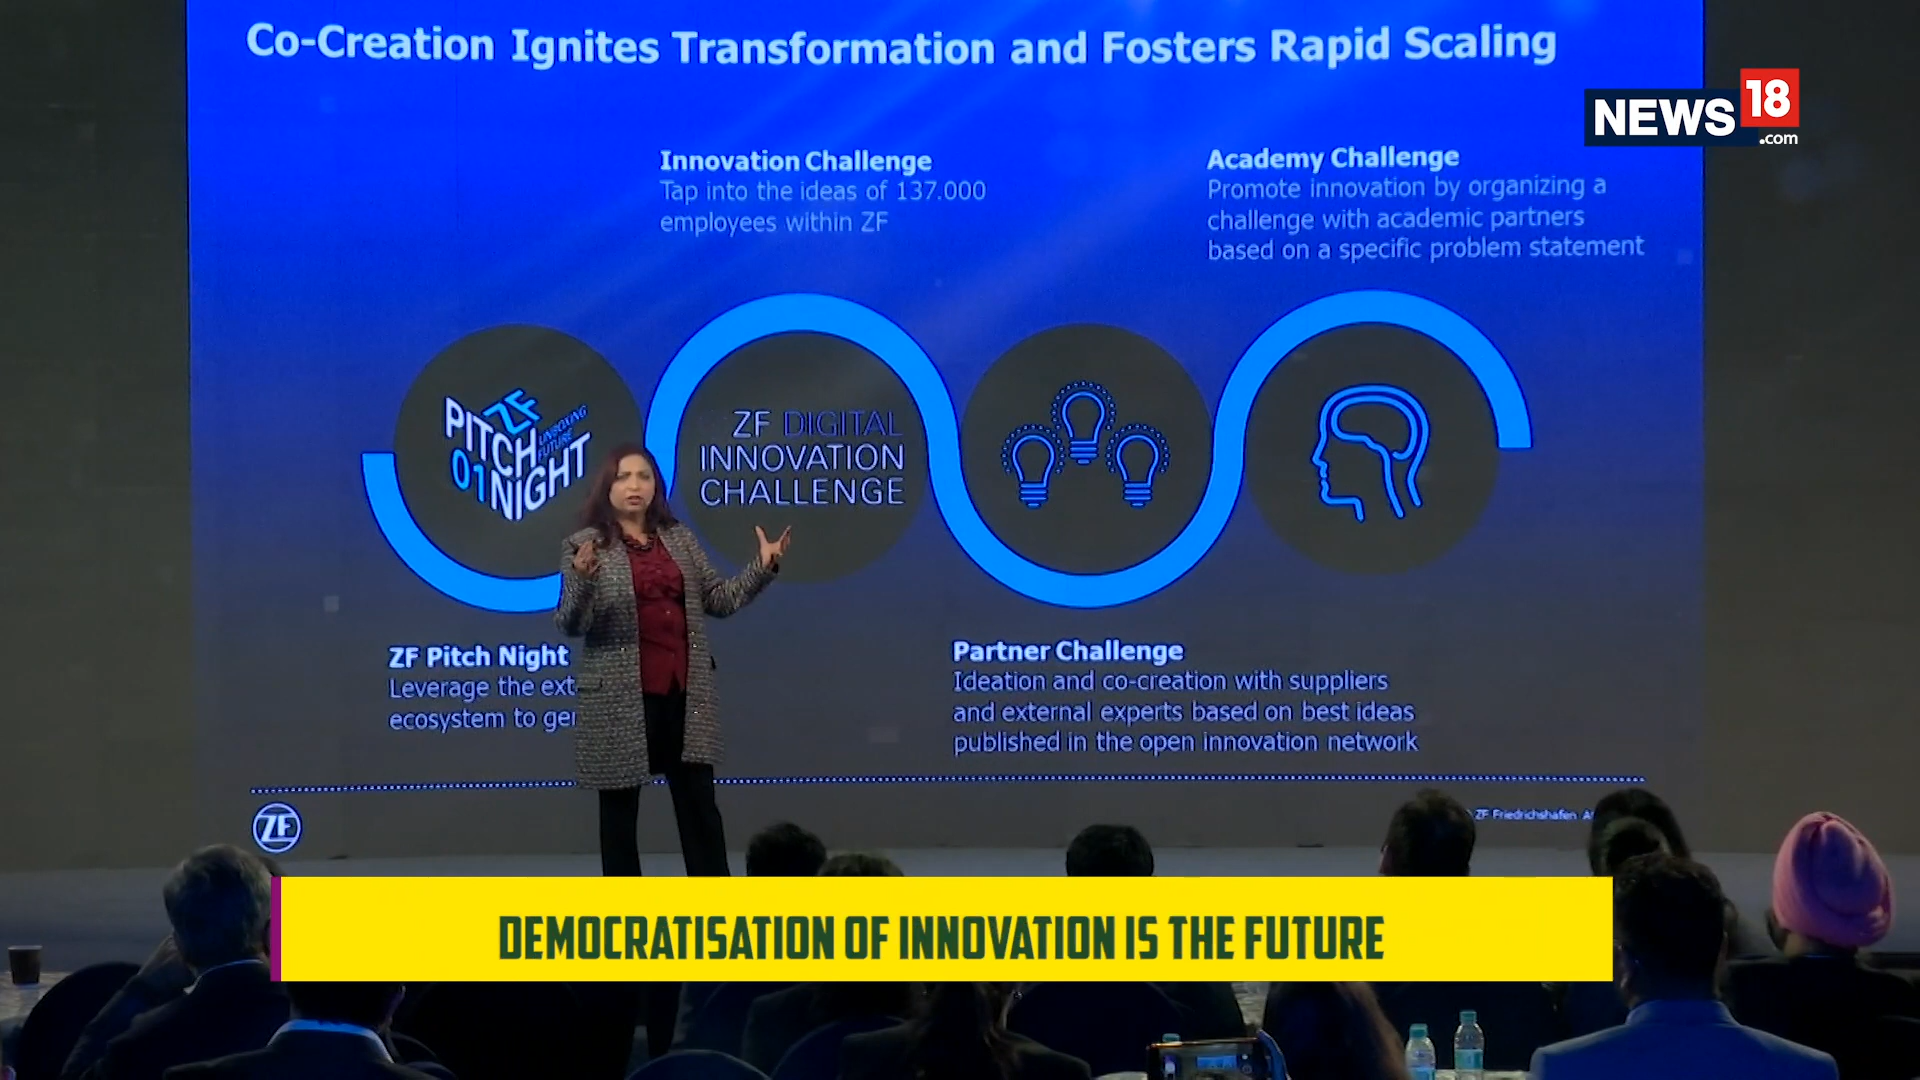 Co-Creation Ignites Transformation and Fosters Rapid Scaling
NEWS 18
.com
Innovation Challenge
Tap into the ideas of 137.000
employees within ZF
Academy Challenge
Promote innovation by organizing a
challenge with academic partners
based on a specific problem statement
ZF
PITCH
01 NIGHT
UNBOXING
FUTURE
ZF DIGITAL
INNOVATION
CHALLENGE
ZF Pitch Night
Leverage the
ecosystem to
Partner Challenge
Ideation and co-creation with suppliers
and external experts based on best ideas
published in the open innovation network
ZF
ZF Friedrichshafen
DEMOCRATISATION OF INNOVATION IS THE FUTURE